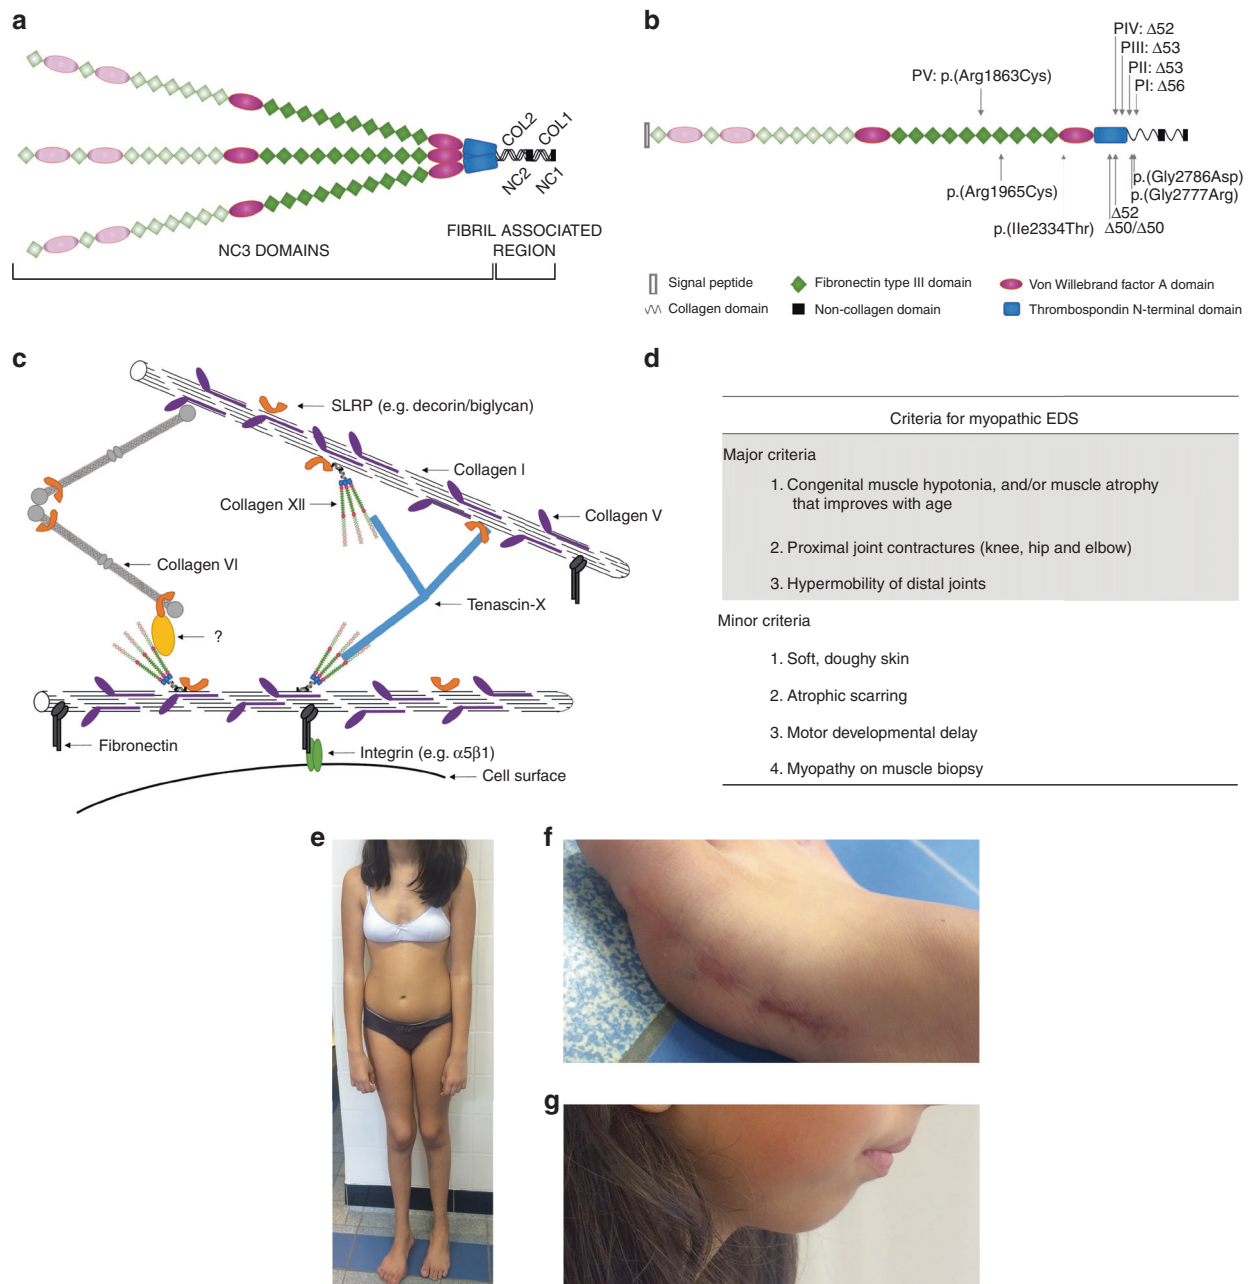 a
COL2
COL1
NC2
NC1
NC3 DOMAINS
FIBRIL ASSOCIATED
REGION
b
PIV: Δ52
PIII: Δ53
PII: Δ53
PI: Δ56
PV: p.(Arg1863Cys)
p.(Gly2786Asp)
p.(Gly2777Arg)
p.(Arg1965Cys)
Δ52
p.(Ile2334Thr)
Δ50/Δ50
Signal peptide
Fibronectin type III domain
Von Willebrand factor A domain
Collagen domain
Non-collagen domain
Thrombospondin N-terminal domain
c
SLRP (e.g. decorin/biglycan)
Collagen I
Collagen XII
Collagen V
Collagen VI
Tenascin-X
?
Fibronectin
Integrin (e.g. α5β1)
Cell surface
d
Criteria for myopathic EDS
Major criteria
1. Congenital muscle hypotonia, and/or muscle atrophy
that improves with age
2. Proximal joint contractures (knee, hip and elbow)
3. Hypermobility of distal joints
Minor criteria
1. Soft, doughy skin
2. Atrophic scarring
3. Motor developmental delay
4. Myopathy on muscle biopsy
e
f
g